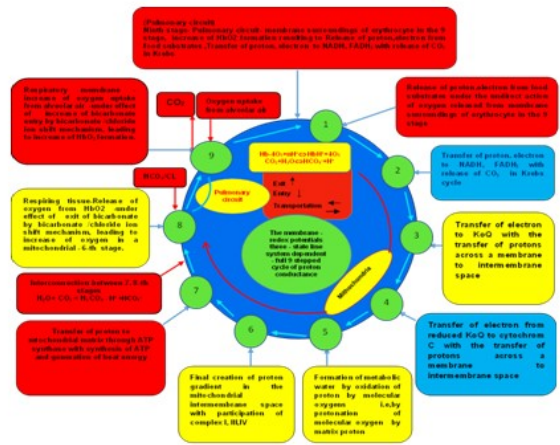 (Pulmonary circuit)
Ninth stage. Pulmonary circuit- membrane surroundings of erythrocyte in the 9
stage, increase of HbO2 formation resulting to Release of proton,electron from
food substrates ,Transfer of proton, electron to NADH, FADH2 with release of CO2
in Krebs
Respiratory membrane -
increase of oxygen uptake
from alveolar air under effect
of increase of bicarbonate
entry by bicarbonate /chloride
ion shift mechanism, leading
to increase of HbO2 formation.
CO2
Oxygen uptake
from alveolar air
Release of proton,electron from food
substrates under the indirect action
of oxygen released from membrane
surroundings of erythrocyte in the 9
stage
1
2
3
4
5
6
7
8
9
Transfer of proton,
electron to NADH, FADH2 with
release of CO2 in Krebs
cycle
CO2+H2O⇄HCO3-+H+
Pulmonary
circuit
Exit
Entry
Transportation
HCO3/CL
Respiring tissue.Release of
oxygen from HbO2 -under
effect of exit of bicarbonate
by bicarbonate /chloride ion
shift mechanism, leading to
increase of oxygen in a
mitochondrial -6-th stage.
The membrane -
redox potentials
three - state line
system dependent
- full 9 stepped
cycle of proton
conductance
Mitochondria
Transfer of electron
to KoQ with the
transfer of protons
across a membrane
to intermembrane
space
Interconnection between 7, 8-th
stages
H2O+ CO2 = H2CO3, H+ +HCO3-
Transfer of proton to
mitochondrial matrix through ATP
synthase with synthesis of ATP
and generation of heat energy
Final creation of proton
gradient in the
mitochondrial
intermembrane space
with participation of
complex I, III,IV
Formation of metabolic
water by oxidation of proton
by molecular
oxygens i.e,by
protonation of
molecular oxygen by
matrix proton
Transfer of electron from
reduced KoQ to cytochrom
C with the transfer of
protons across a
membrane to
intermembrane space